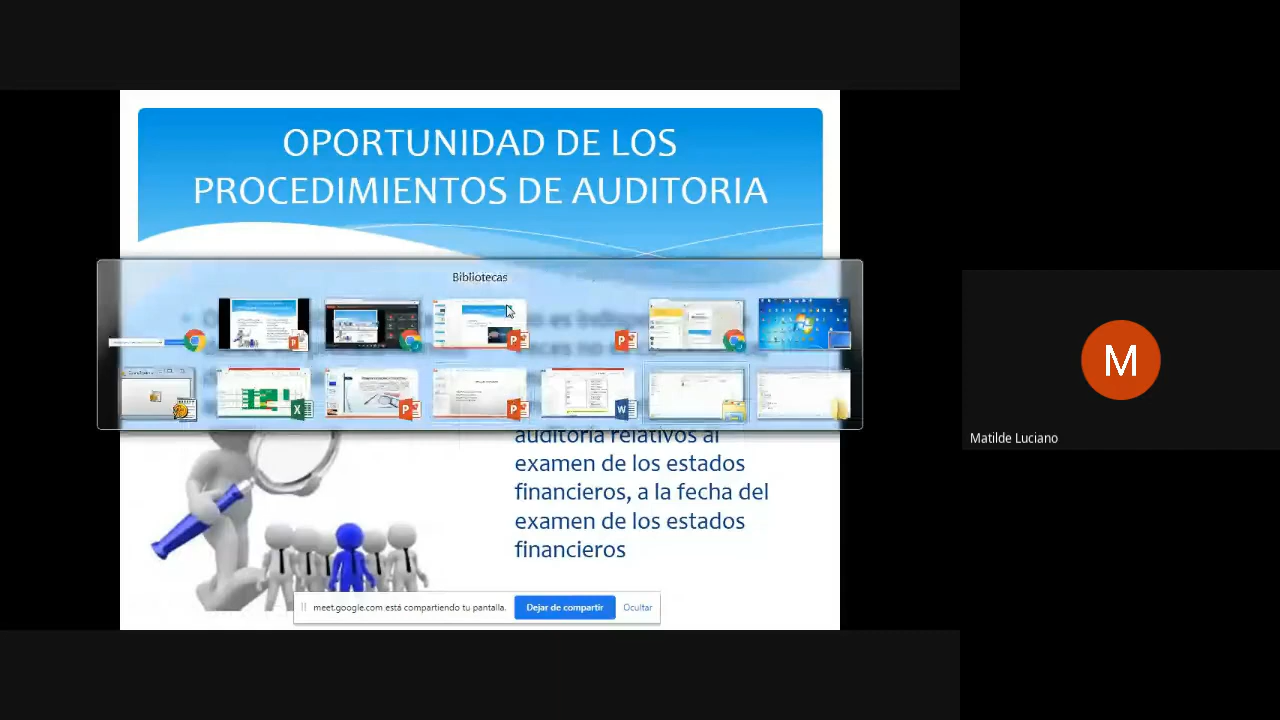 OPORTUNIDAD DE LOS
PROCEDIMIENTOS DE AUDITORIA
Bibliotecas
auditoría relativos al
examen de los estados
financieros, a la fecha del
examen de los estados
financieros
meet.google.com está compartiendo tu pantalla.
Dejar de compartir
Ocultar
M
Matilde Luciano